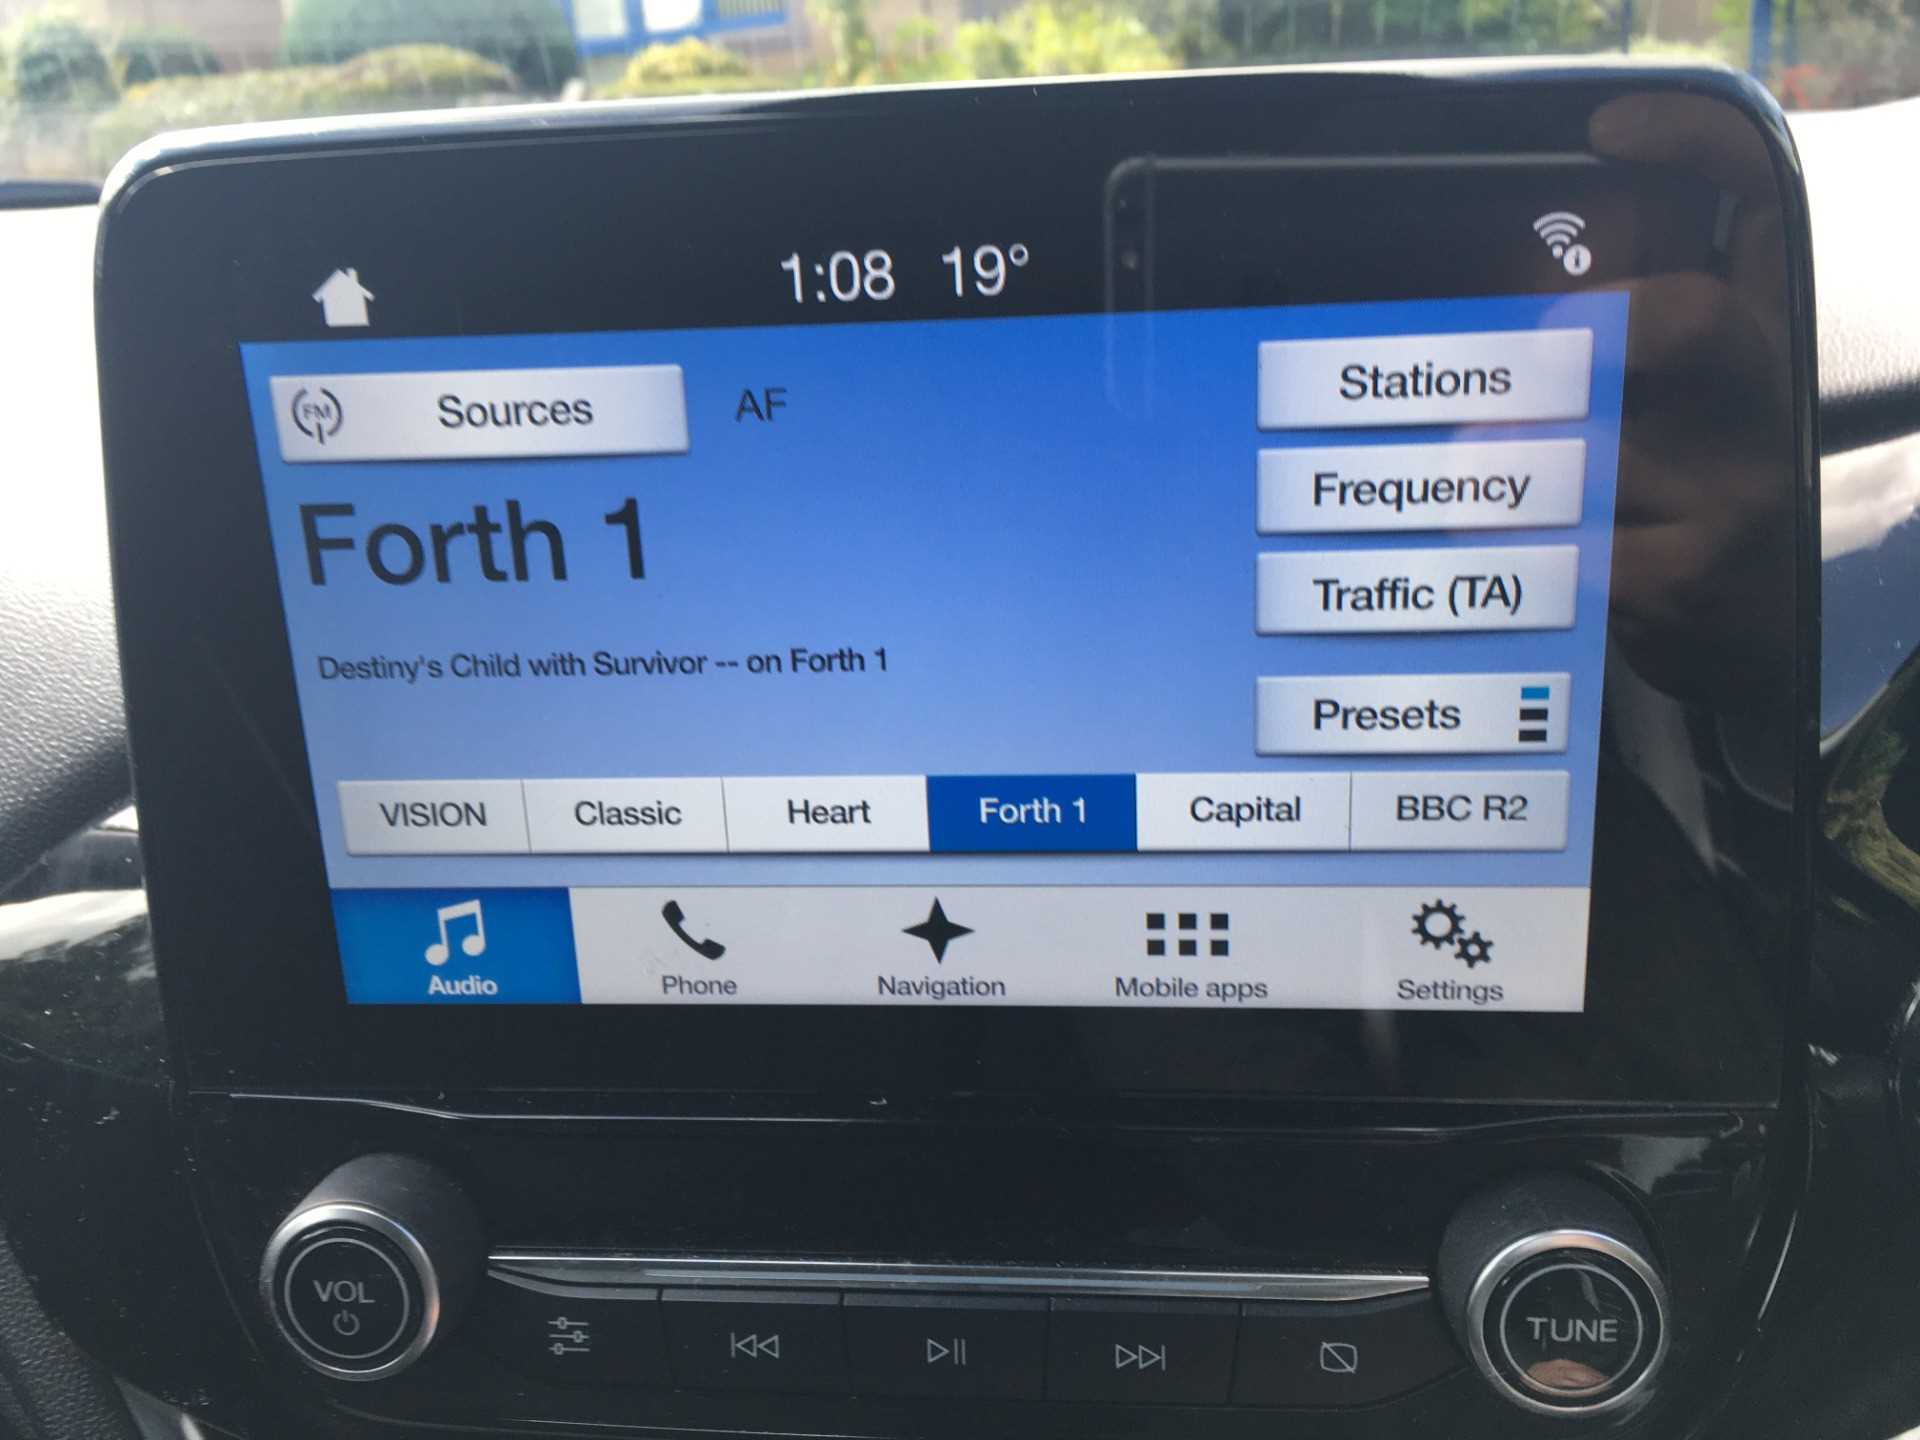 1:08 19°
FM Sources AF
Stations
Forth 1
Frequency
Traffic (TA)
Destiny's Child with Survivor -- on Forth 1
Presets
VISION Classic Heart Forth 1 Capital BBC R2
Audio Phone Navigation Mobile apps Settings
VOL
TUNE